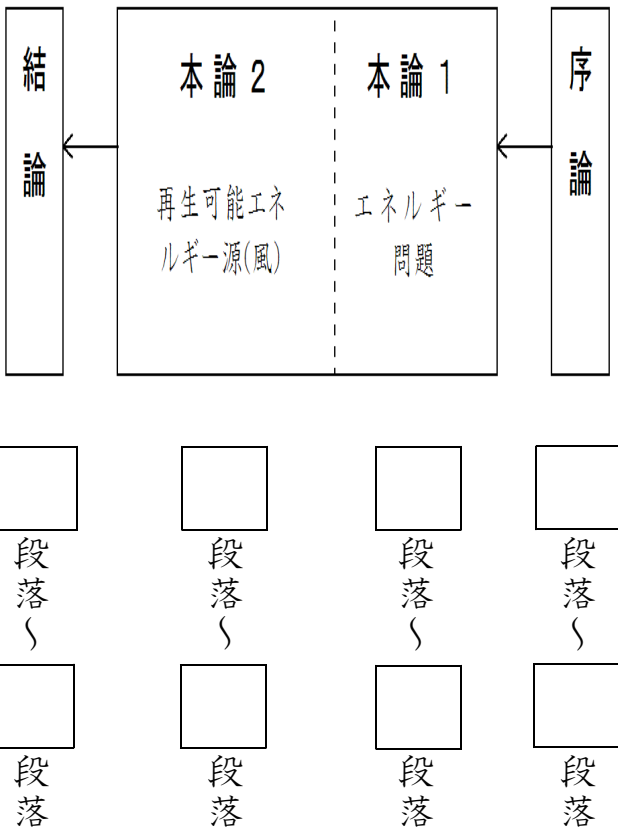 序論
本論 1
エネルギー
問題
本論 2
再生可能エネ
ルギー源(風)
結論
段落~
段落
段落~
段落
段落~
段落
段落~
段落